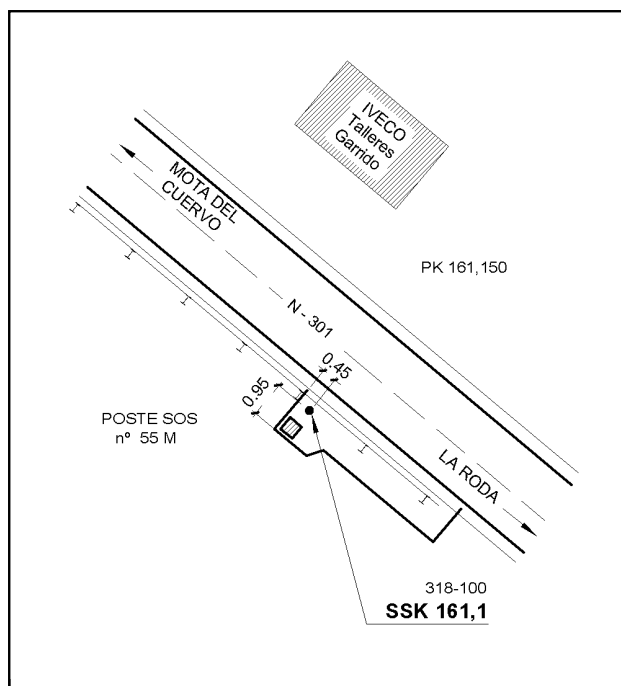 IVECO
Talleres
Garrido
MOTA DEL
CUERVO
PK 161,150
N - 301
0.45
0.95
POSTE SOS
nº 55 M
LA RODA
318-100
SSK 161,1